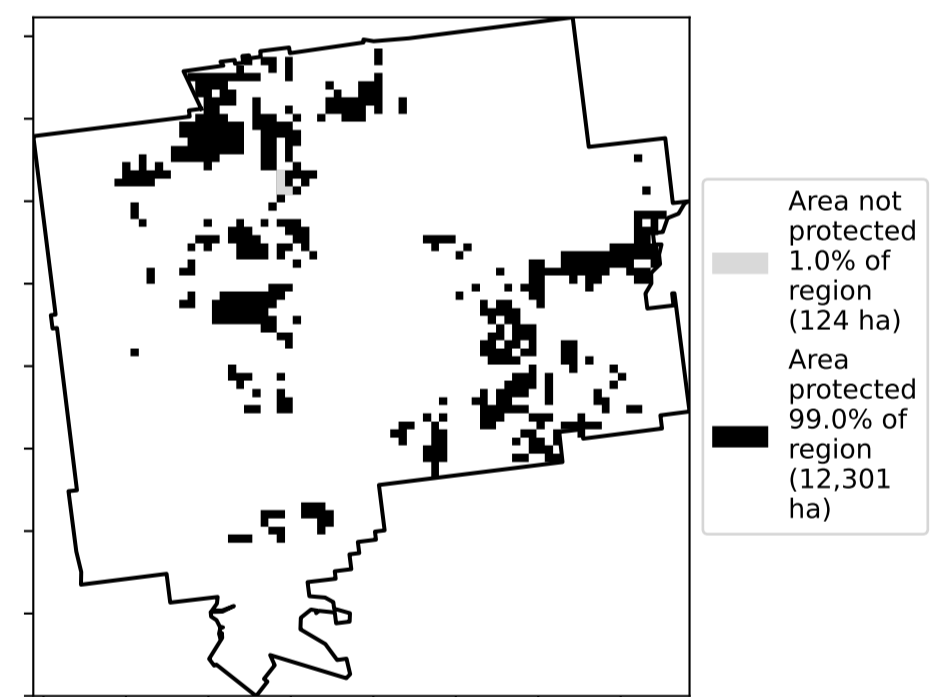 Area not
protected
1.0% of
region
(124 ha)
Area
protected
99.0% of
region
(12,301
ha)